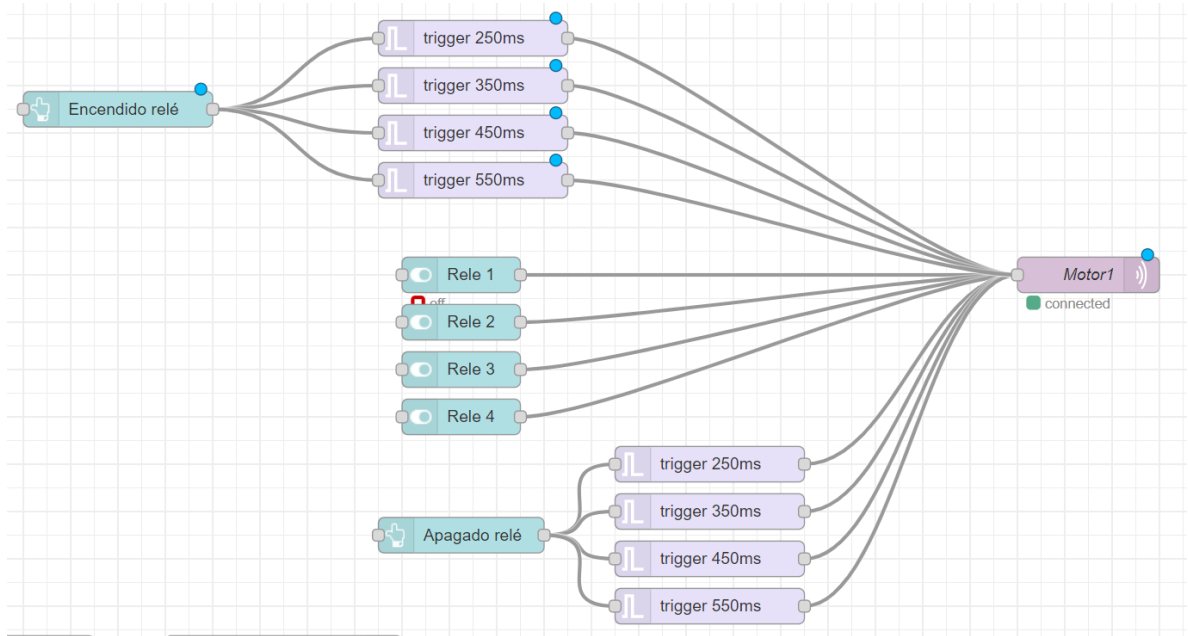 trigger 250ms
trigger 350ms
Encendido relé
trigger 450ms
trigger 550ms
Rele 1
Motor1
off
connected
Rele 2
Rele 3
Rele 4
trigger 250ms
trigger 350ms
Apagado relé
trigger 450ms
trigger 550ms